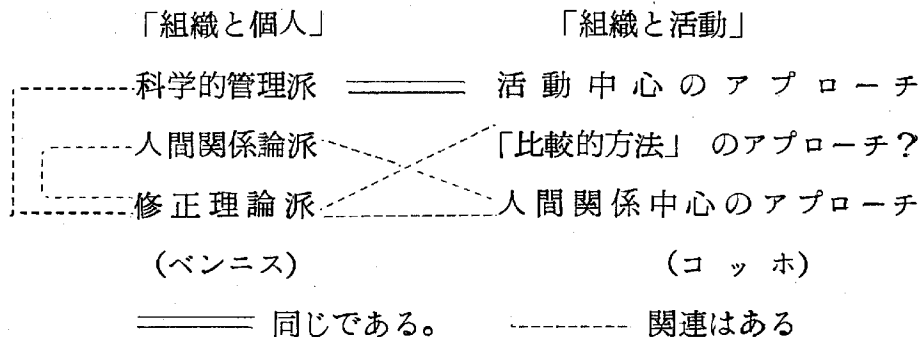 「組織と個人」 「組織と活動」
科学的管理派 活動中心のアプローチ
人間関係論派 「比較的方法」のアプローチ?
修正理論派 人間関係中心のアプローチ
(ベンニス) (コッホ)
同じである。 関連はある